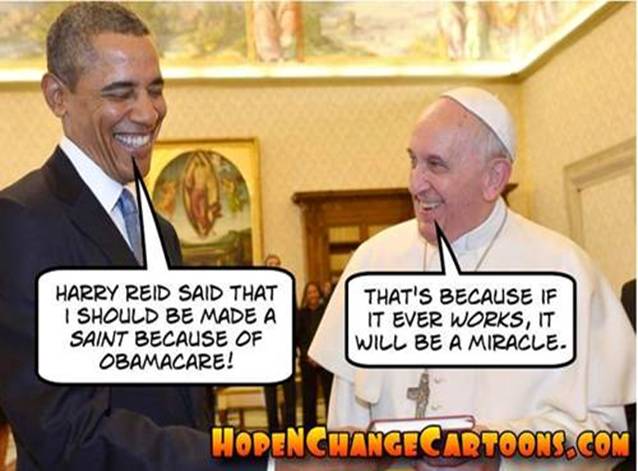 HARRY REID SAID THAT
I SHOULD BE MADE A
SAINT BECAUSE OF
OBAMACARE!
THAT'S BECAUSE IF
IT EVER WORKS, IT
WILL BE A MIRACLE.
HOPENCHANGECARTOONS.COM